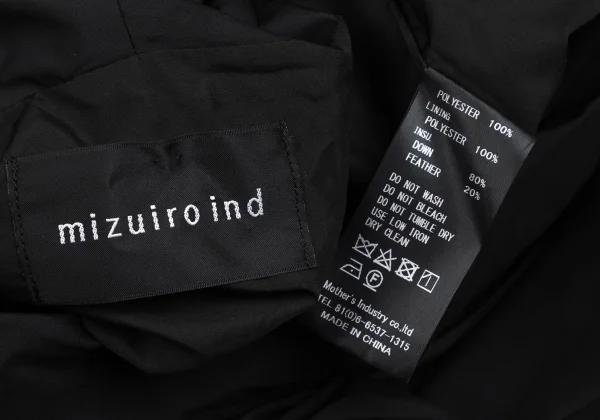 mizuiro ind
POLYESTER 100%
LINING
POLYESTER 100%
INSU.
DOWN 80%
FEATHER 20%
DO NOT WASH
DO NOT BLEACH
DO NOT TUMBLE DRY
USE LOW IRON
DRY CLEAN
F
Mother's Industry co.ltd
TEL 81(0)6-6537-1315
MADE IN CHINA